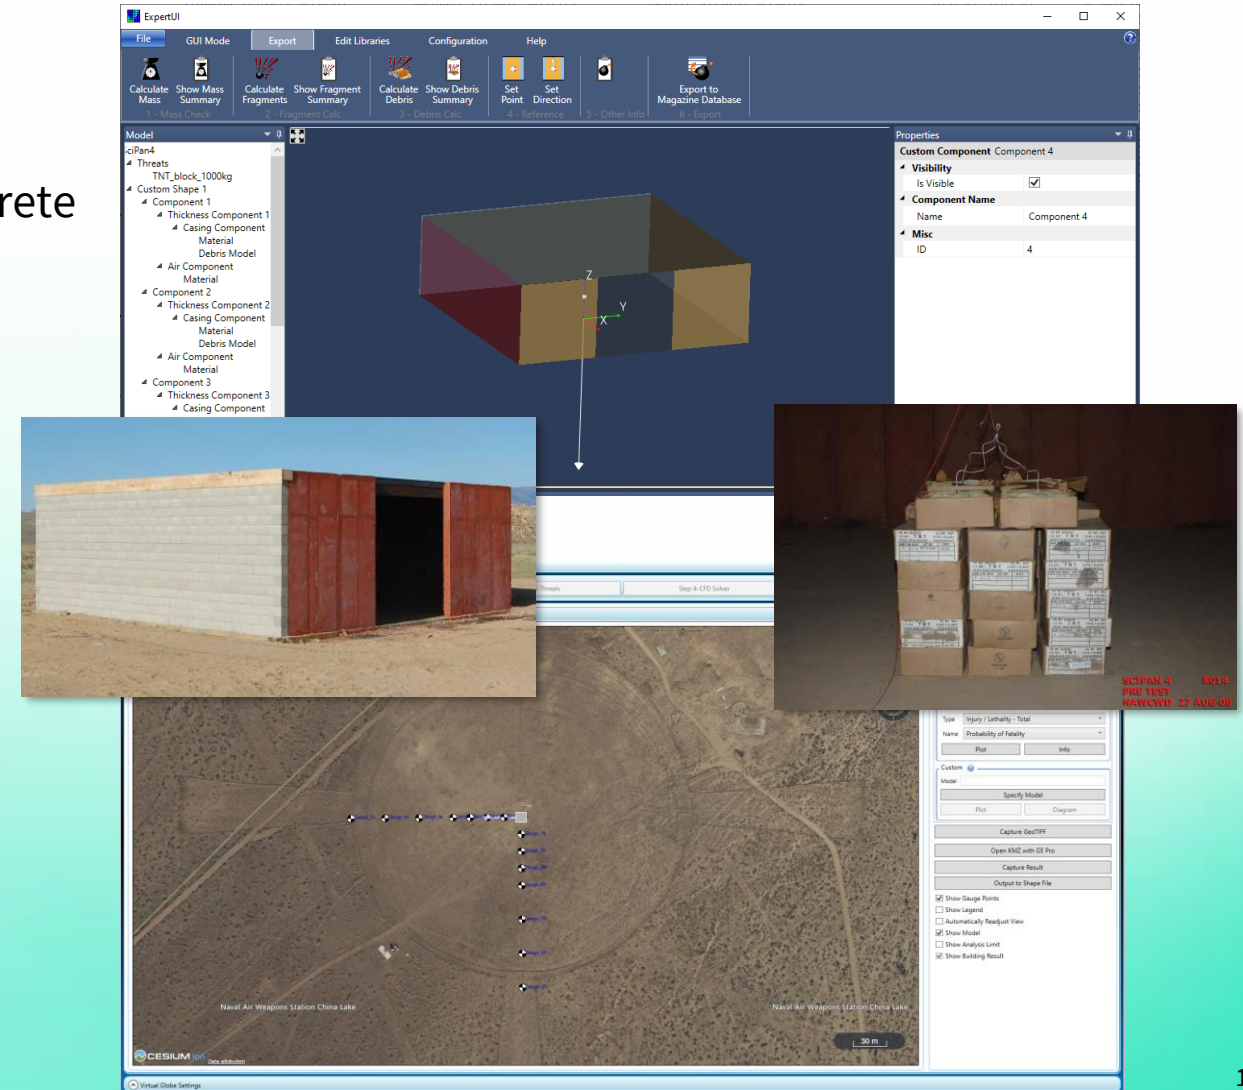 ExpertUI
File
GUI Mode
Export
Edit Libraries
Configuration
Help
Calculate Mass
Show Mass Summary
Calculate Fragments
Show Fragment Summary
Calculate Debris
Show Debris Summary
Set Point
Set Direction
Export to Magazine Database
1 - Mass Check
2 - Fragment Calc
3 - Debris Calc
4 - Reference
5 - Other Info
6 - Export
rete
Model
ciPan4
Threats
TNT_block_1000kg
Custom Shape 1
Component 1
Thickness Component 1
Casing Component
Material
Debris Model
Air Component
Material
Component 2
Thickness Component 2
Casing Component
Material
Debris Model
Air Component
Material
Component 3
Thickness Component 3
Casing Component
Z
Y
X
Properties
Custom Component Component 4
Visibility
Is Visible
Component Name
Name Component 4
Misc
ID 4
SCIPAN 4 8014
PRE TEST
NAWCWD 27 AUG 08
Threats
Step 4: CFD Solver
Type Injury / Lethality - Total
Name Probability of Fatality
Plot Info
Custom
Model
Specify Model
Plot Diagram
Capture GeoTIFF
Open KMZ with GE Pro
Capture Result
Output to Shape File
Show Gauge Points
Show Legend
Automatically Readjust View
Show Model
Show Analysis Limit
Show Building Result
Naval Air Weapons Station China Lake
Naval Air Weapons Station China Lake
30 m
CESIUM ion
Data attribution
Virtual Globe Settings
1